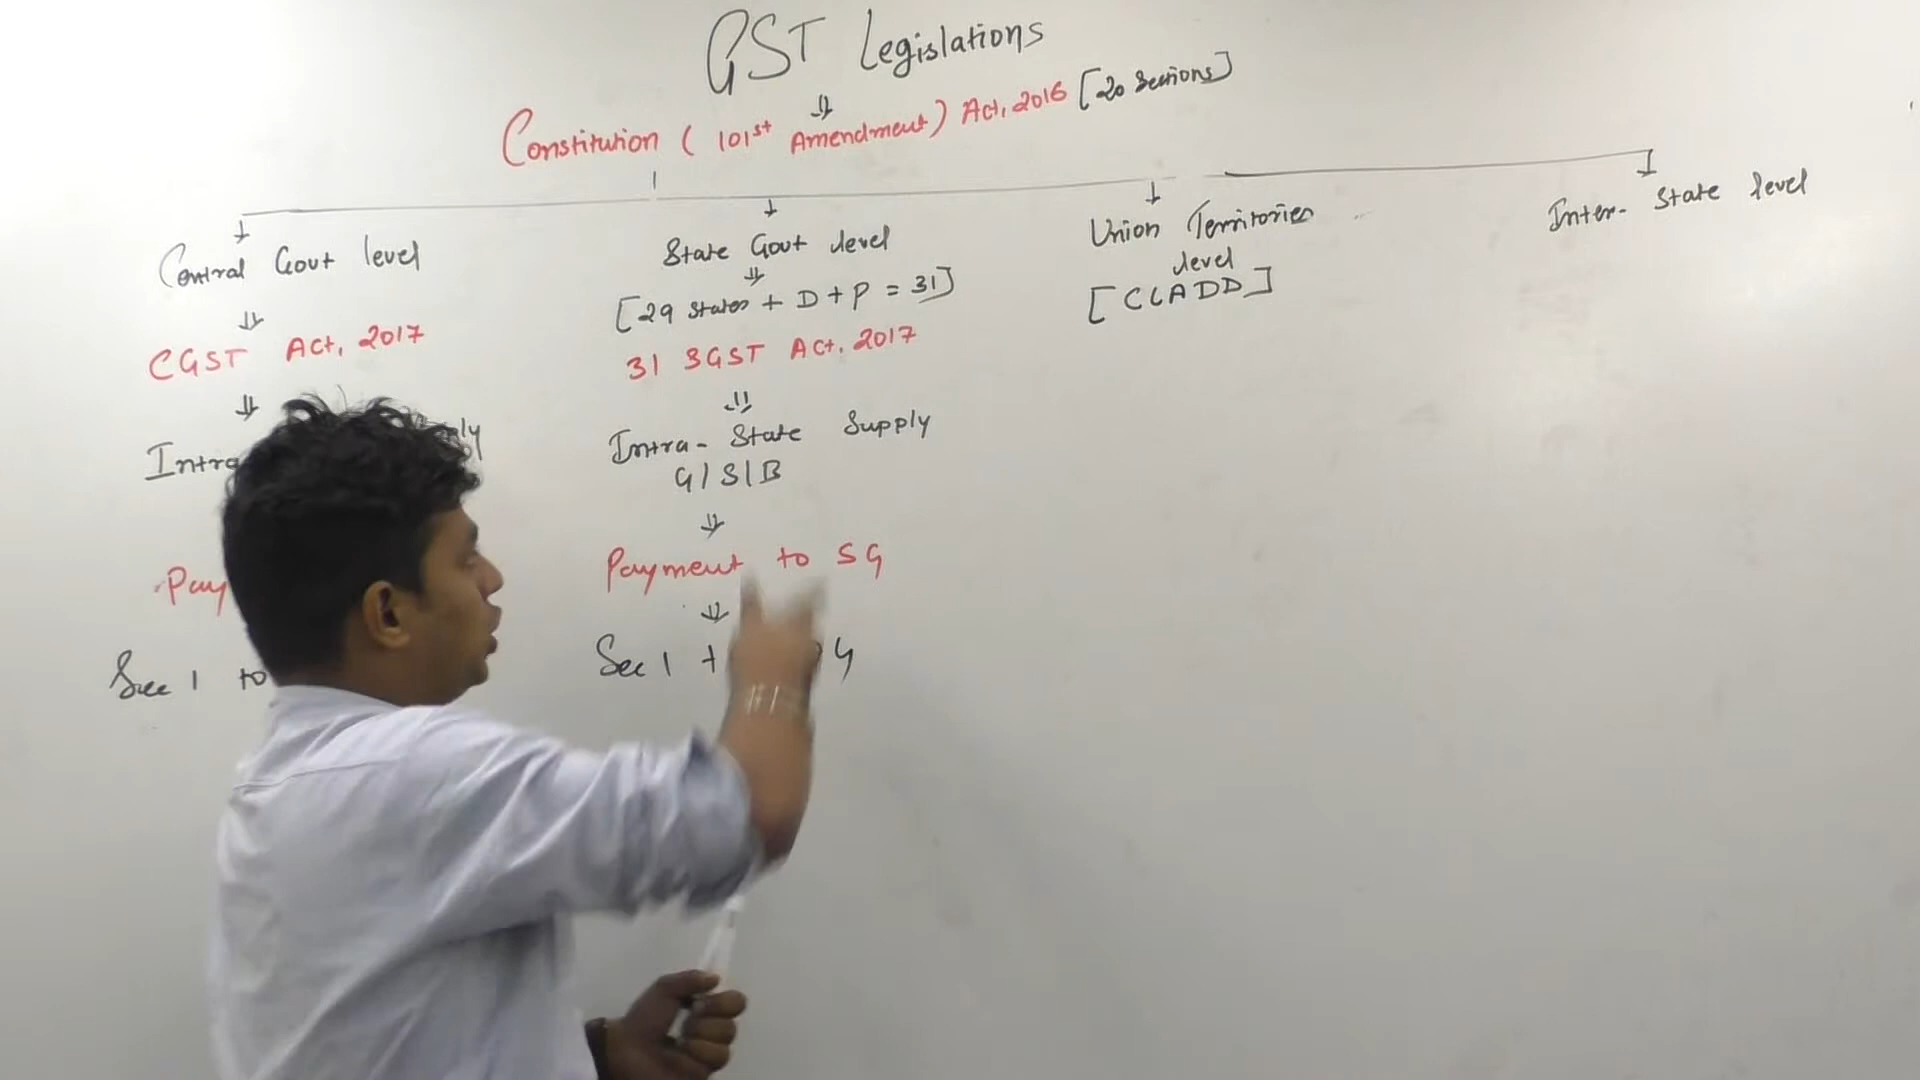 GST Legislations
Constitution ( 101st Amendment) Act, 2016 [20 Sections]
Central Govt level
CGST Act, 2017
Intra
Sec 1 to
State Govt level
[29 States + D + P = 31]
31 SGST Act, 2017
Intra- State Supply
G/S/B
Payment to SG
Sec 1
Union Territories
level
[CLADD]
Inter- State level